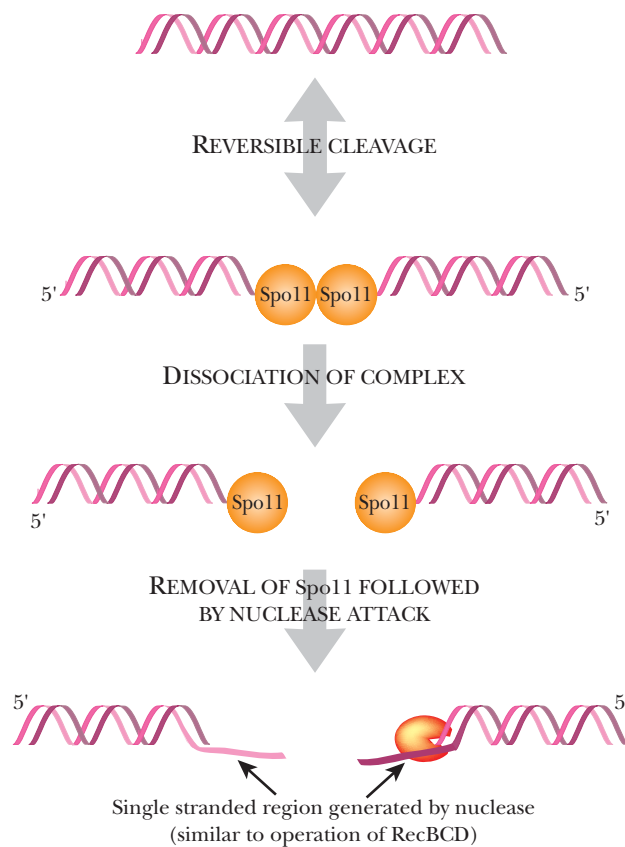 REVERSIBLE CLEAVAGE
5' Spo11 Spo11 5'
DISSOCIATION OF COMPLEX
Spo11 Spo11
5' 5'
REMOVAL OF Spo11 FOLLOWED
BY NUCLEASE ATTACK
5' 5'
Single stranded region generated by nuclease
(similar to operation of RecBCD)